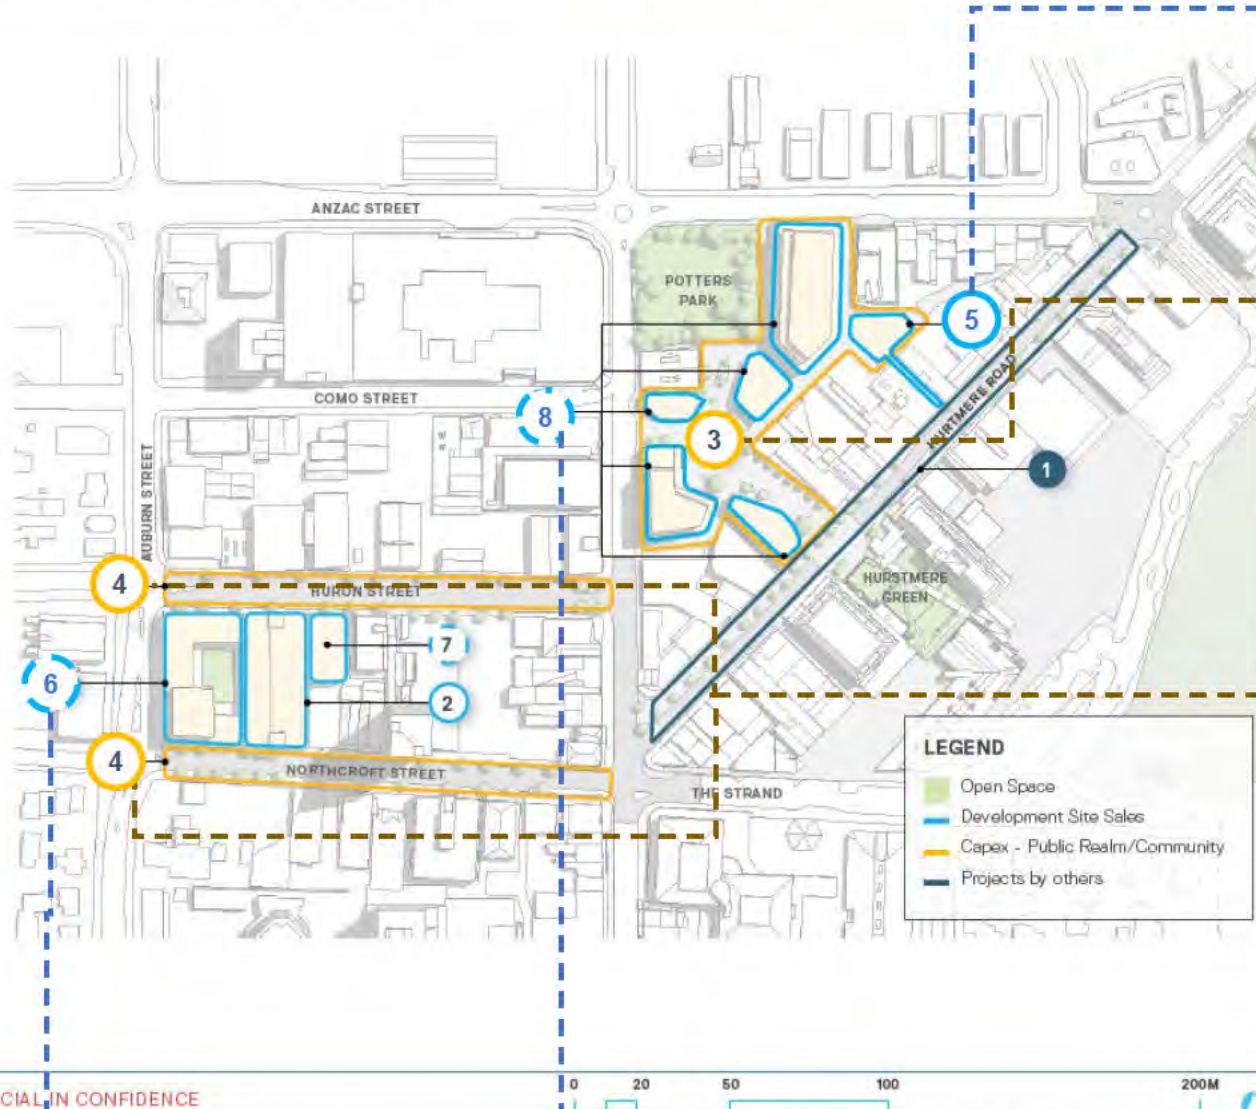 ANZAC STREET
POTTERS
PARK
5
COMO STREET
8
3
HURTMERE ROAD
1
AUBURN STREET
4
HURON STREET
HURSTMERE
GREEN
7
6
2
4
NORTHCROFT STREET
THE STRAND
LEGEND
Open Space
Development Site Sales
Capex - Public Realm/Community
Projects by others
0 20 50 100 200M
CIAL IN CONFIDENCE